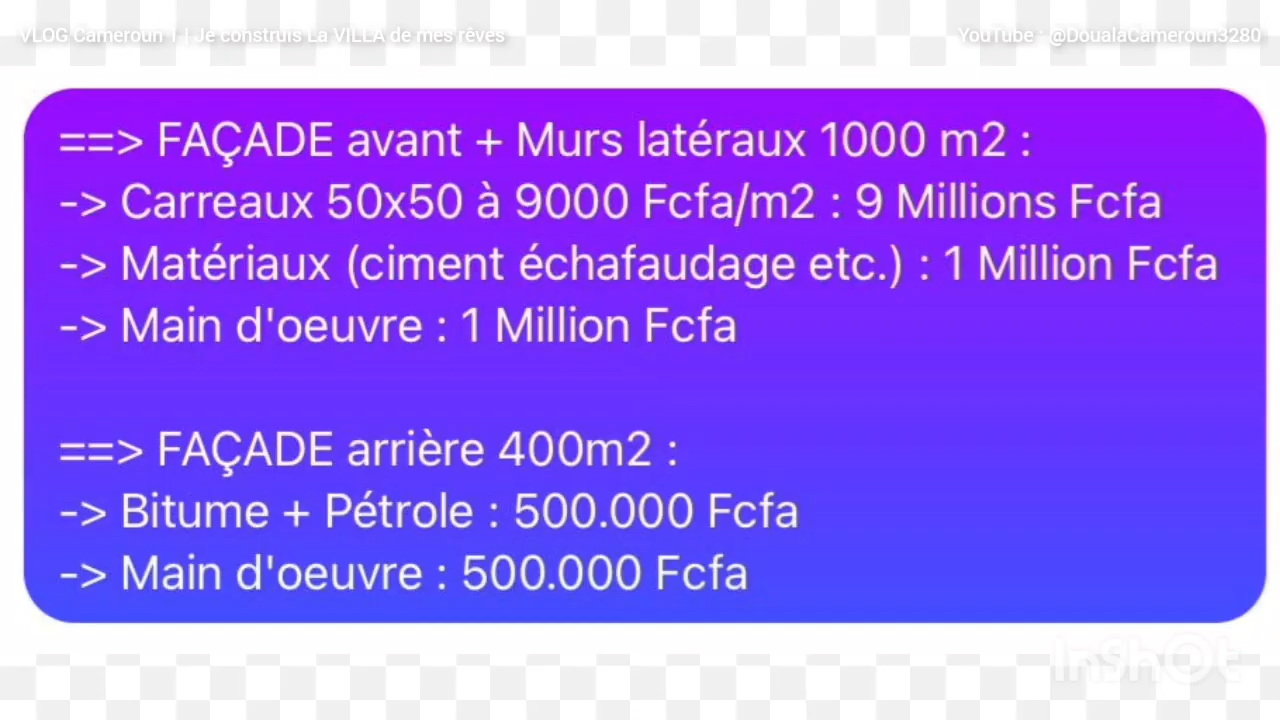 VLOG Cameroun 1 | Je construis La VILLA de mes rêves
YouTube : @DoualaCameroun3280
==> FAÇADE avant + Murs latéraux 1000 m2 :
-> Carreaux 50x50 à 9000 Fcfa/m2 : 9 Millions Fcfa
-> Matériaux (ciment échafaudage etc.) : 1 Million Fcfa
-> Main d'oeuvre : 1 Million Fcfa
==> FAÇADE arrière 400m2 :
-> Bitume + Pétrole : 500.000 Fcfa
-> Main d'oeuvre : 500.000 Fcfa
InShOt